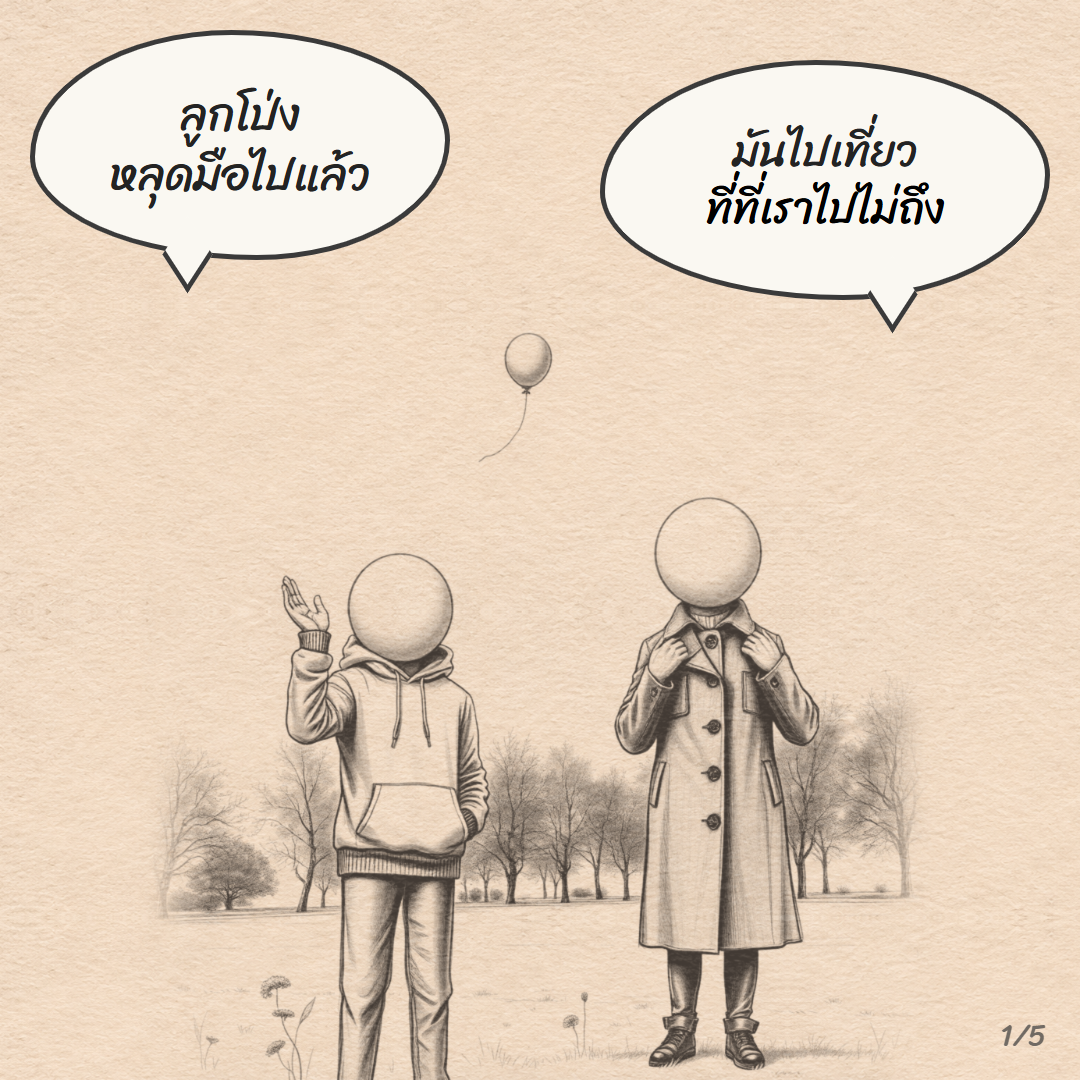 ลูกโป่ง
หลุดมือไปแล้ว
มันไปเที่ยว
ที่ที่เราไปไม่ถึง
1/5